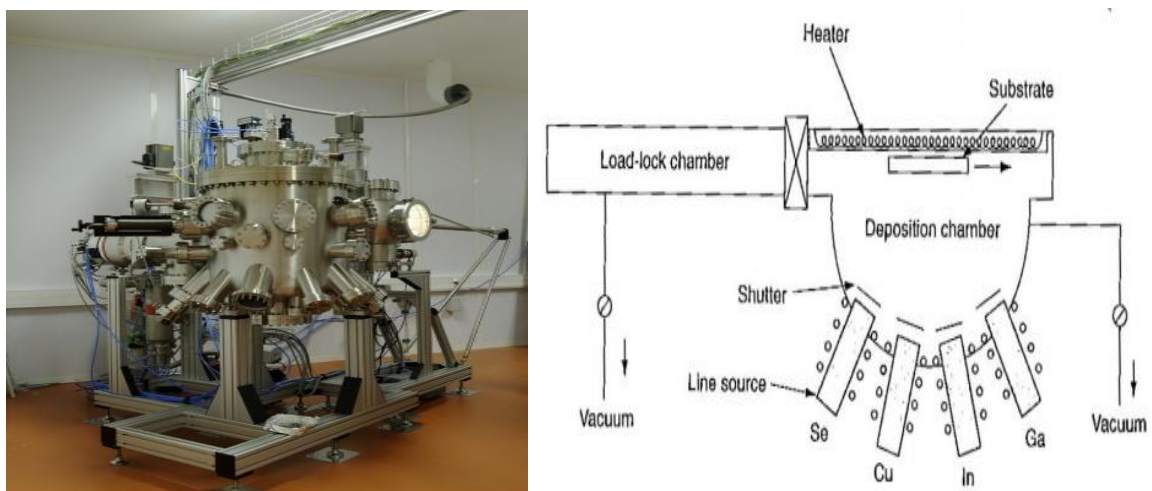 Heater
Substrate
Load-lock chamber
Deposition chamber
Shutter
Line source
Vacuum
Se
Cu
In
Ga
Vacuum